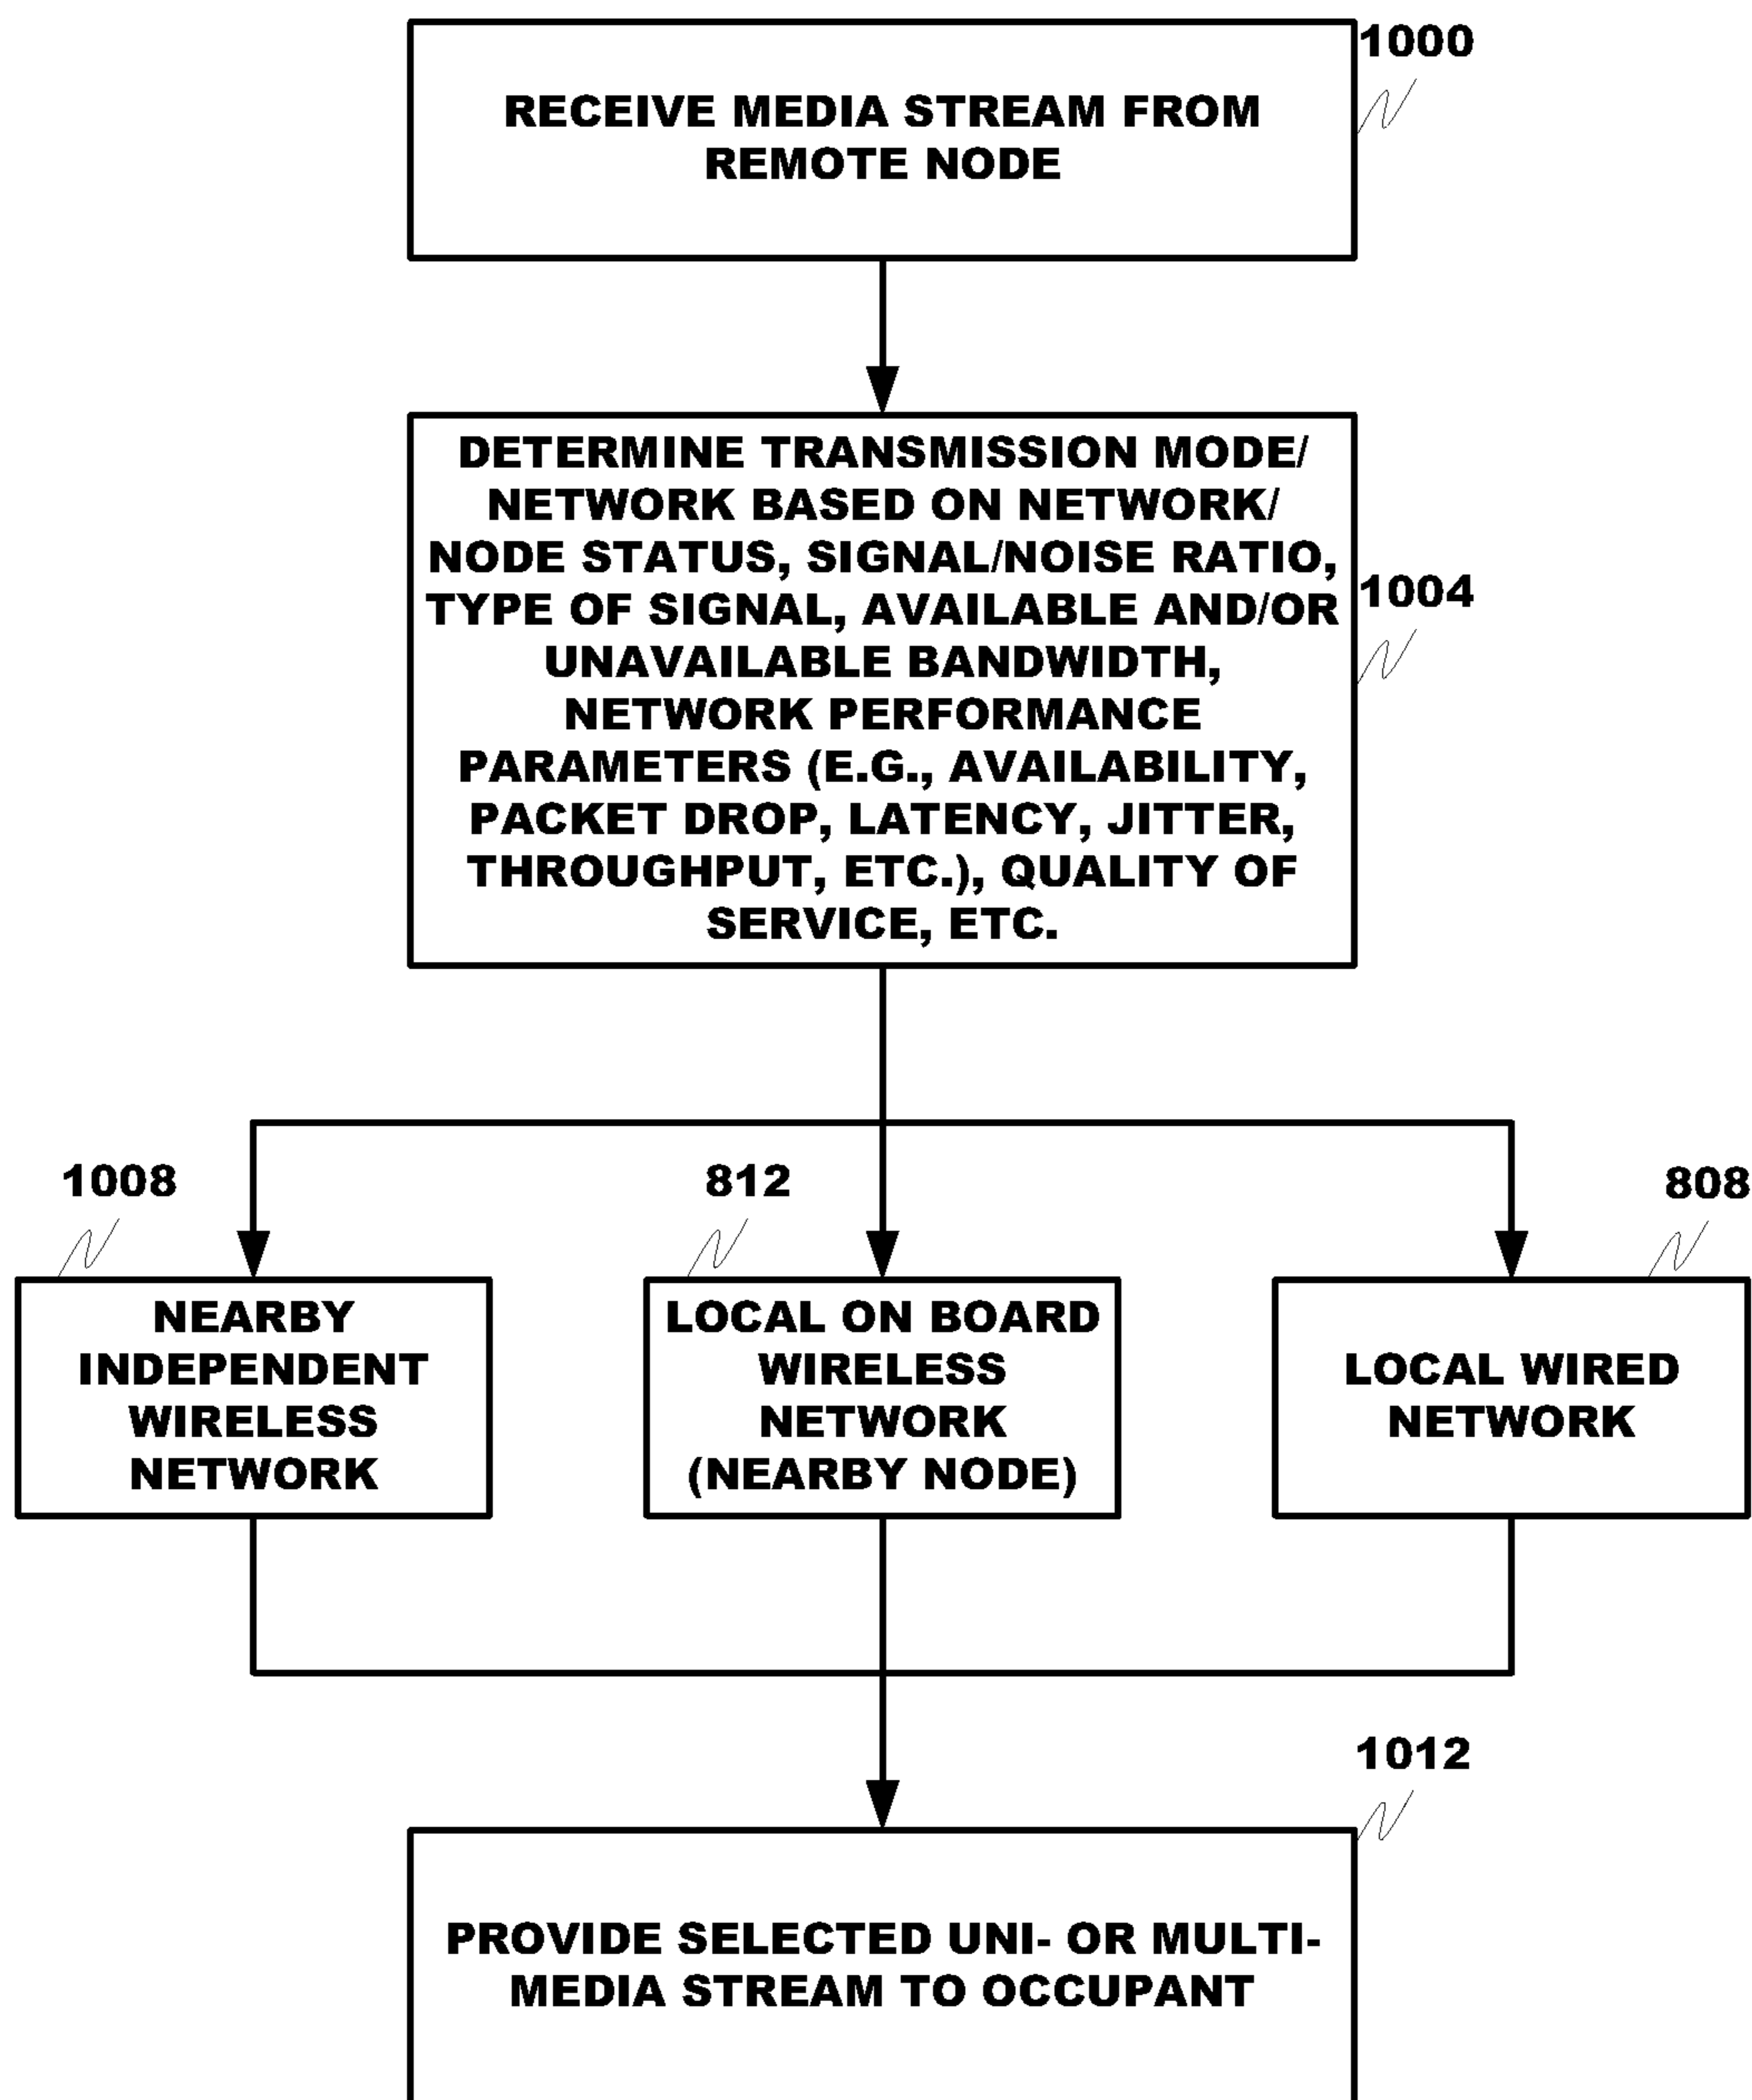 1000
RECEIVE MEDIA STREAM FROM
REMOTE NODE
DETERMINE TRANSMISSION MODE/
NETWORK BASED ON NETWORK/
NODE STATUS, SIGNAL/NOISE RATIO,
TYPE OF SIGNAL, AVAILABLE AND/OR
UNAVAILABLE BANDWIDTH,
NETWORK PERFORMANCE
PARAMETERS (E.G., AVAILABILITY,
PACKET DROP, LATENCY, JITTER,
THROUGHPUT, ETC.), QUALITY OF
SERVICE, ETC.
1004
1008
NEARBY
INDEPENDENT
WIRELESS
NETWORK
812
LOCAL ON BOARD
WIRELESS
NETWORK
(NEARBY NODE)
808
LOCAL WIRED
NETWORK
1012
PROVIDE SELECTED UNI- OR MULTI-
MEDIA STREAM TO OCCUPANT